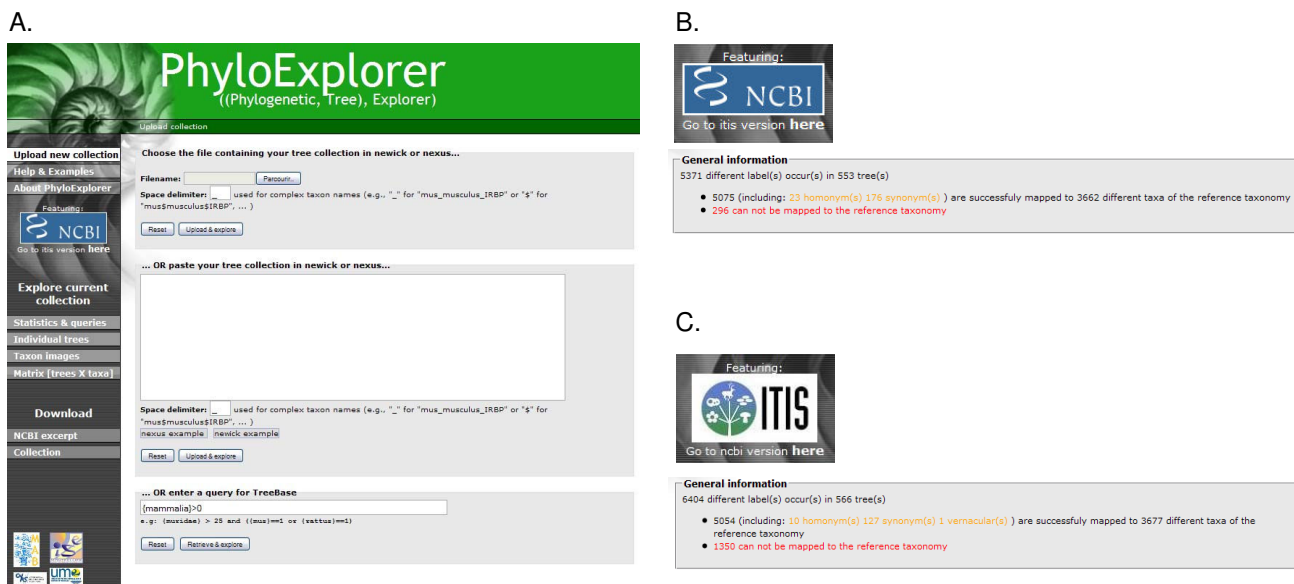 A.
PhyloExplorer
((Phylogenetic, Tree), Explorer)
Upload collection
Upload new collection
Help & Examples
About PhyloExplorer
Featuring:
NCBI
Go to itis version here
Explore current
collection
Statistics & queries
Individual trees
Taxon images
Matrix [trees X taxa]
Download
NCBI excerpt
Collection
Choose the file containing your tree collection in newick or nexus...
Filename: Parcourir..
Space delimiter: _ used for complex taxon names (e.g., "_" for "mus_musculus_IRBP" or "$" for
"mus$musculus$IRBP", ... )
Reset Upload & explore
... OR paste your tree collection in newick or nexus...
Space delimiter: _ used for complex taxon names (e.g., "_" for "mus_musculus_IRBP" or "$" for
"mus$musculus$IRBP", ... )
nexus example newick example
Reset Upload & explore
... OR enter a query for TreeBase
{mammalia}>0
e.g: (muridae) > 25 and ((mus)==1 or (rattus)==1)
Reset Retrieve & explore
B.
Featuring:
NCBI
Go to itis version here
General information
5371 different label(s) occur(s) in 553 tree(s)
• 5075 (including: 23 homonym(s) 176 synonym(s) ) are successfuly mapped to 3662 different taxa of the reference taxonomy
• 296 can not be mapped to the reference taxonomy
C.
Featuring:
ITIS
Go to ncbi version here
General information
6404 different label(s) occur(s) in 566 tree(s)
• 5054 (including: 10 homonym(s) 127 synonym(s) 1 vernacular(s) ) are successfuly mapped to 3677 different taxa of the
reference taxonomy
• 1350 can not be mapped to the reference taxonomy